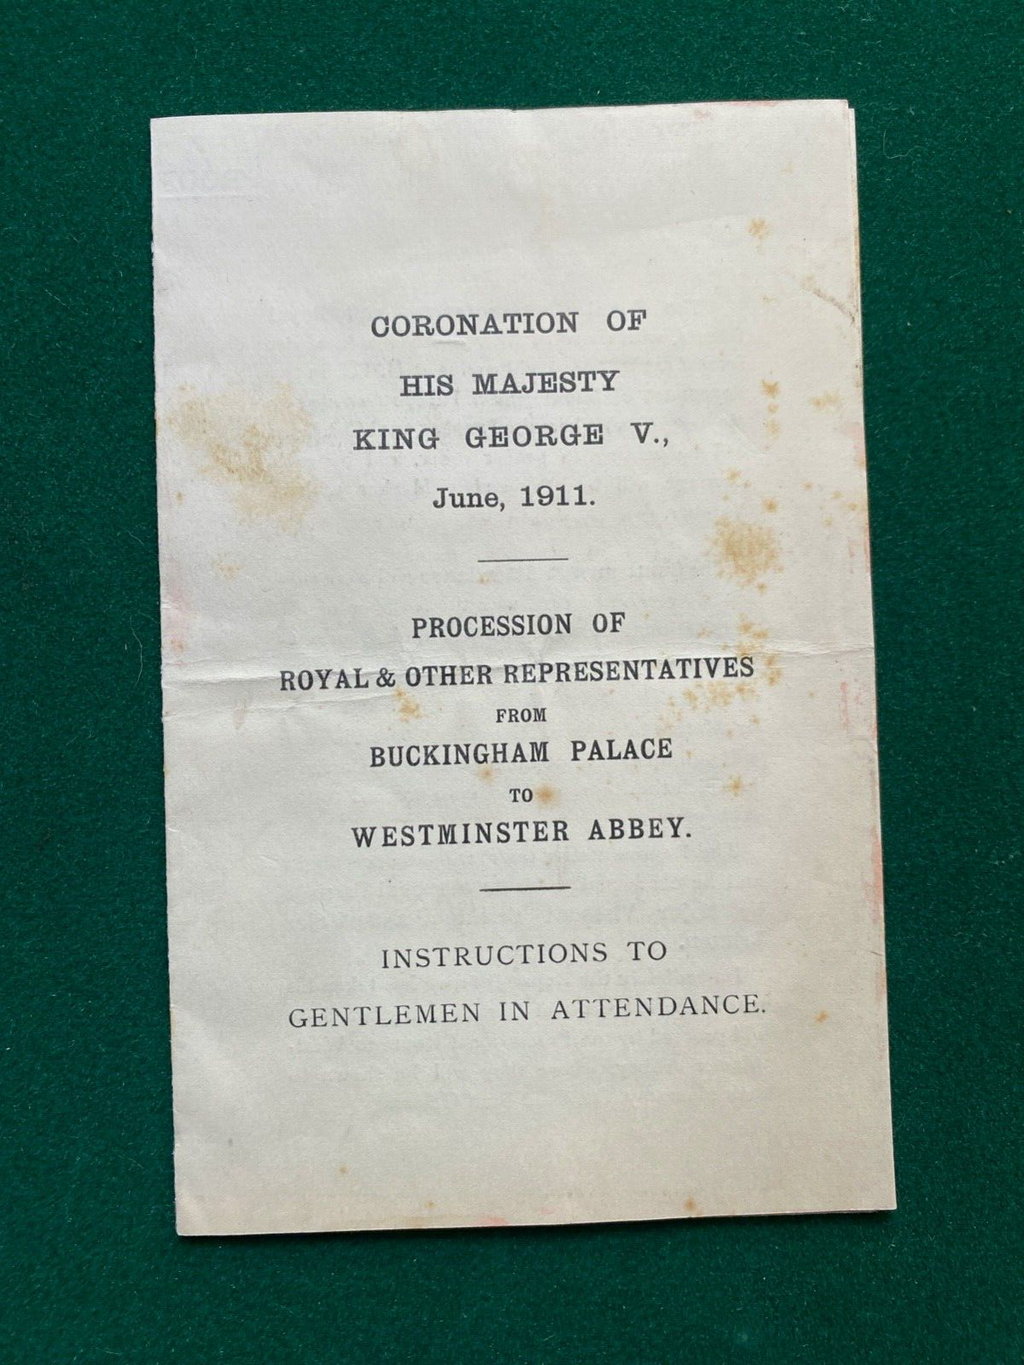 CORONATION OF
HIS MAJESTY
KING GEORGE V.,
June, 1911.
PROCESSION OF
ROYAL & OTHER REPRESENTATIVES
FROM
BUCKINGHAM PALACE
TO
WESTMINSTER ABBEY.
INSTRUCTIONS TO
GENTLEMEN IN ATTENDANCE.